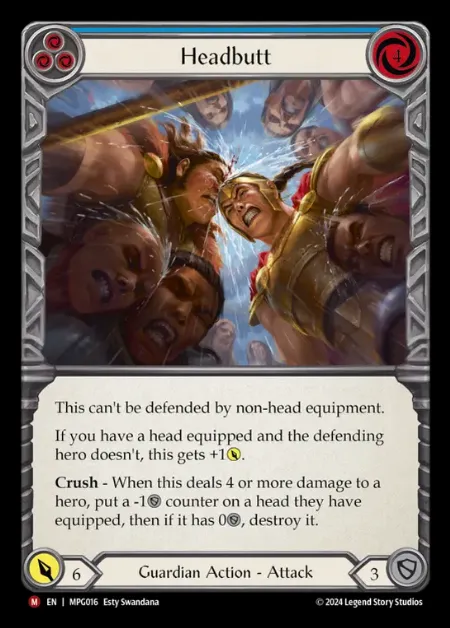 Headbutt
4
This can't be defended by non-head equipment.
If you have a head equipped and the defending
hero doesn't, this gets +1.
Crush - When this deals 4 or more damage to a
hero, put a -1 counter on a head they have
equipped, then if it has 0, destroy it.
6
Guardian Action - Attack
3
M EN | MPG016 Esty Swandana
© 2024 Legend Story Studios